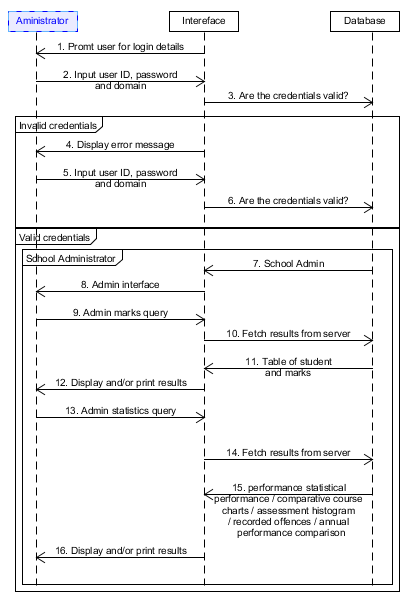 Aministrator
Intereface
Database
1. Promt user for login details
2. Input user ID, password
and domain
3. Are the credentials valid?
Invalid credentials
4. Display error message
5. Input user ID, password
and domain
6. Are the credentials valid?
Valid credentials
School Administrator
7. School Admin
8. Admin interface
9. Admin marks query
10. Fetch results from server
11. Table of student
and marks
12. Display and/or print results
13. Admin statistics query
14. Fetch results from server
15. performance statistical
performance / comparative course
charts / assessment histogram
/ recorded offences / annual
performance comparison
16. Display and/or print results